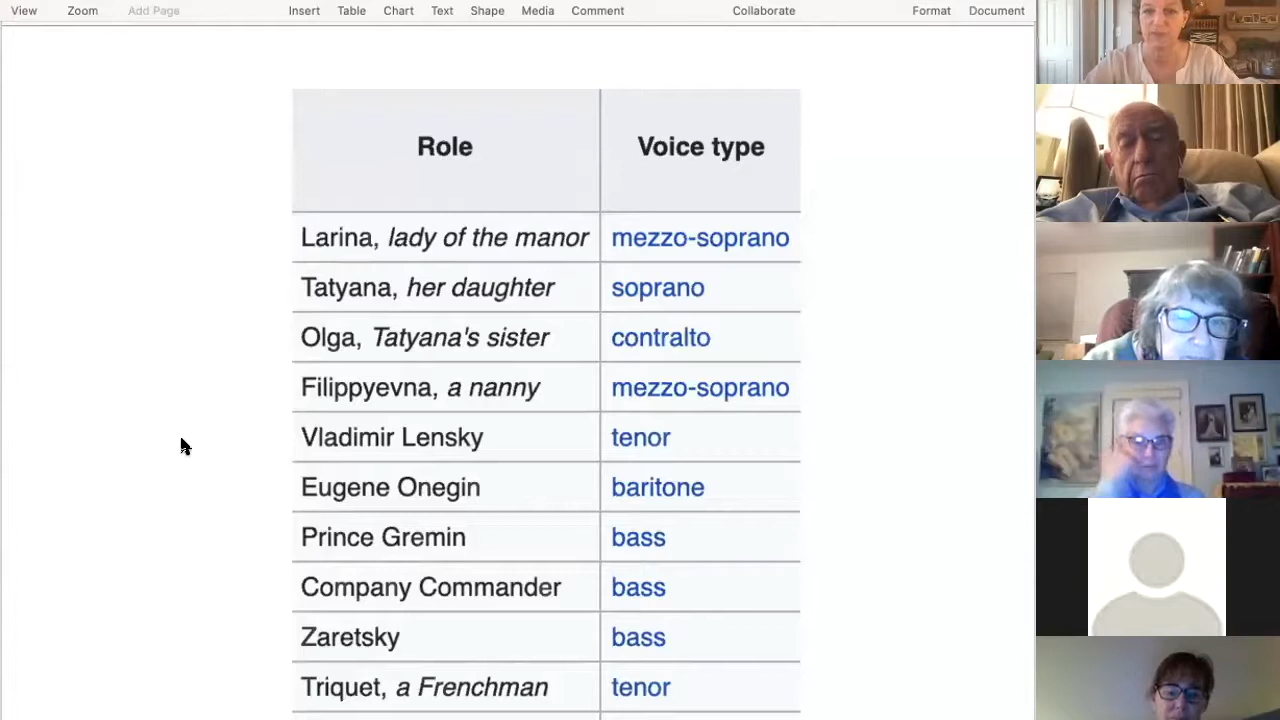 View Zoom Add Page Insert Table Chart Text Shape Media Comment Collaborate Format Document
Role Voice type
Larina, lady of the manor mezzo-soprano
Tatyana, her daughter soprano
Olga, Tatyana's sister contralto
Filippyevna, a nanny mezzo-soprano
Vladimir Lensky tenor
Eugene Onegin baritone
Prince Gremin bass
Company Commander bass
Zaretsky bass
Triquet, a Frenchman tenor